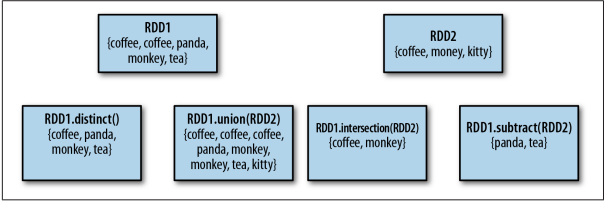 RDD1
{coffee, coffee, panda,
monkey, tea}
RDD2
{coffee, money, kitty}
RDD1.distinct()
{coffee, panda,
monkey, tea}
RDD1.union(RDD2)
{coffee, coffee, coffee,
panda, monkey,
monkey, tea, kitty}
RDD1.intersection(RDD2)
{coffee, monkey}
RDD1.subtract(RDD2)
{panda, tea}